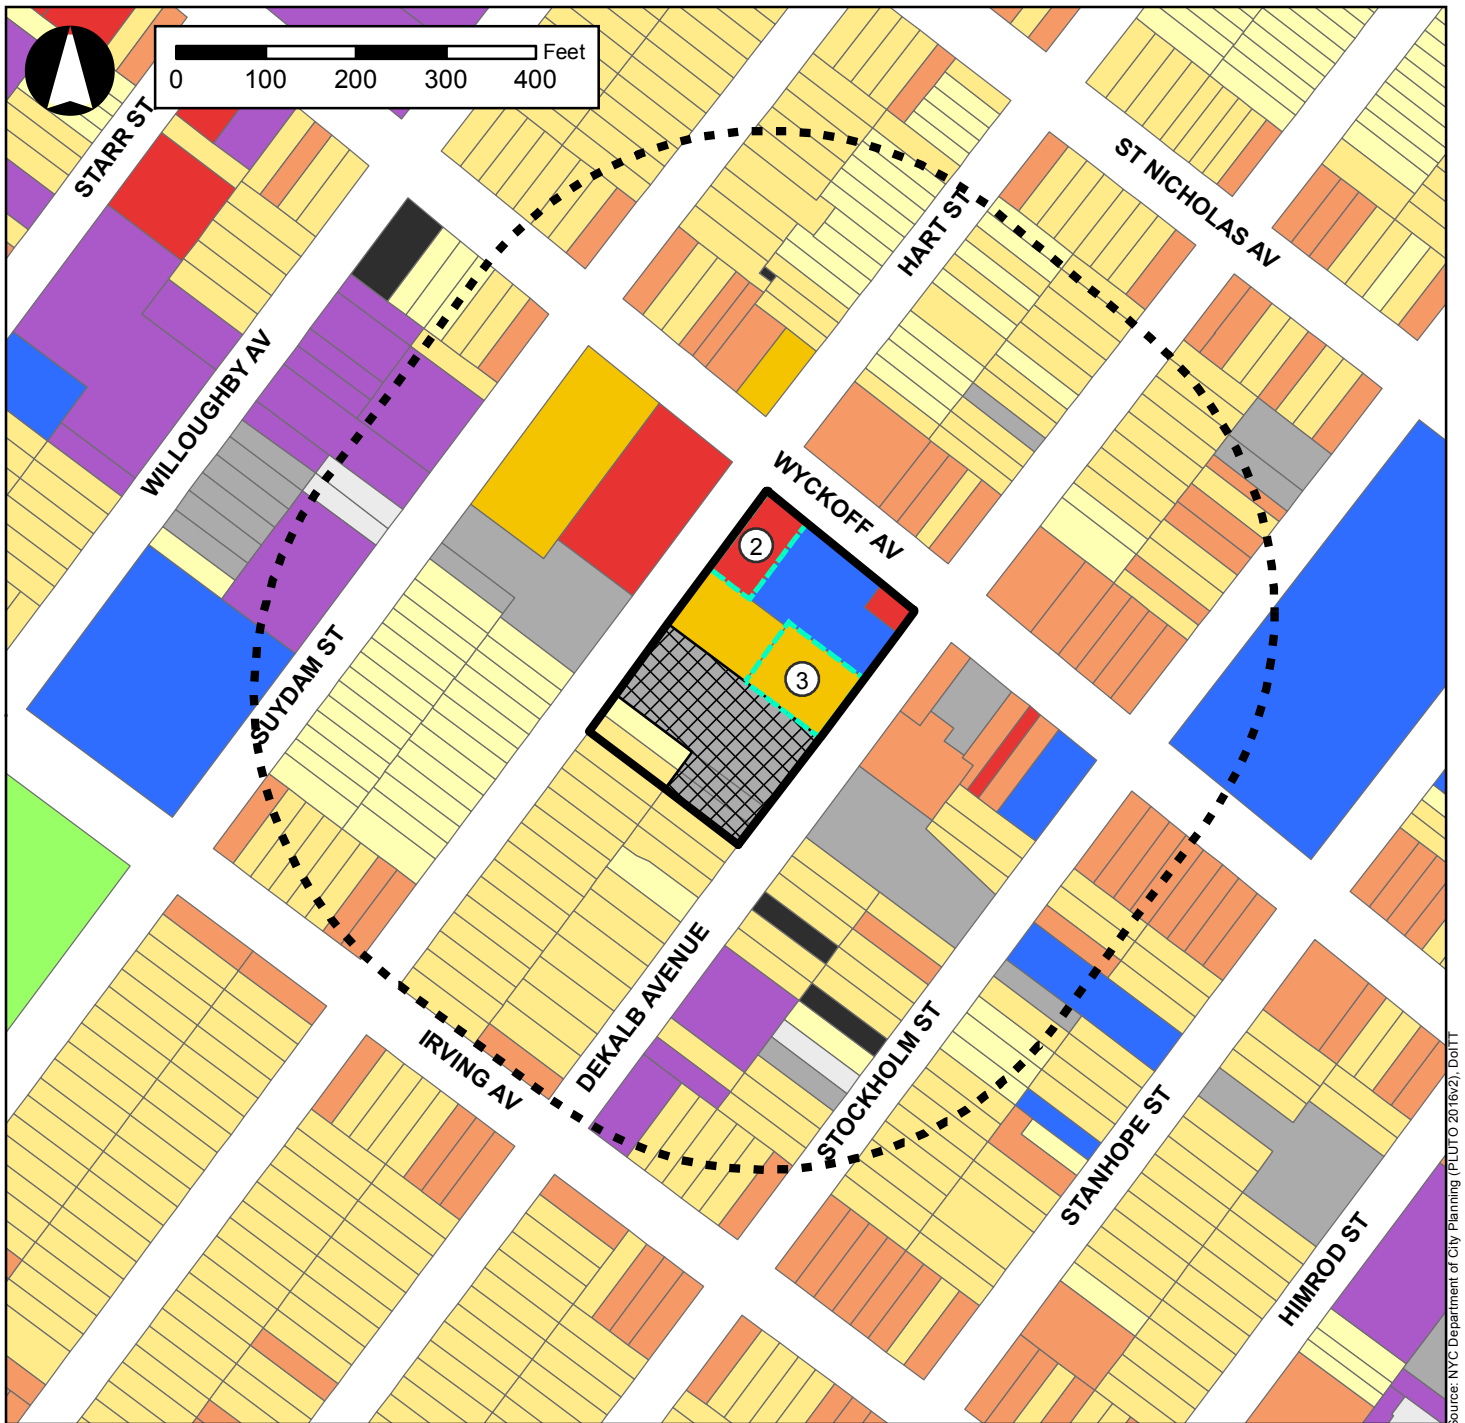 Feet
0 100 200 300 400
STARR ST
ST NICHOLAS AV
HART ST
WILLOUGHBY AV
WYCKOFF AV
2
3
SUYDAM ST
DEKALB AVENUE
IRVING AV
STOCKHOLM ST
STANHOPE ST
HIMROD ST
Source: NYC Department of City Planning (PLUTO 2016v2), DoITT